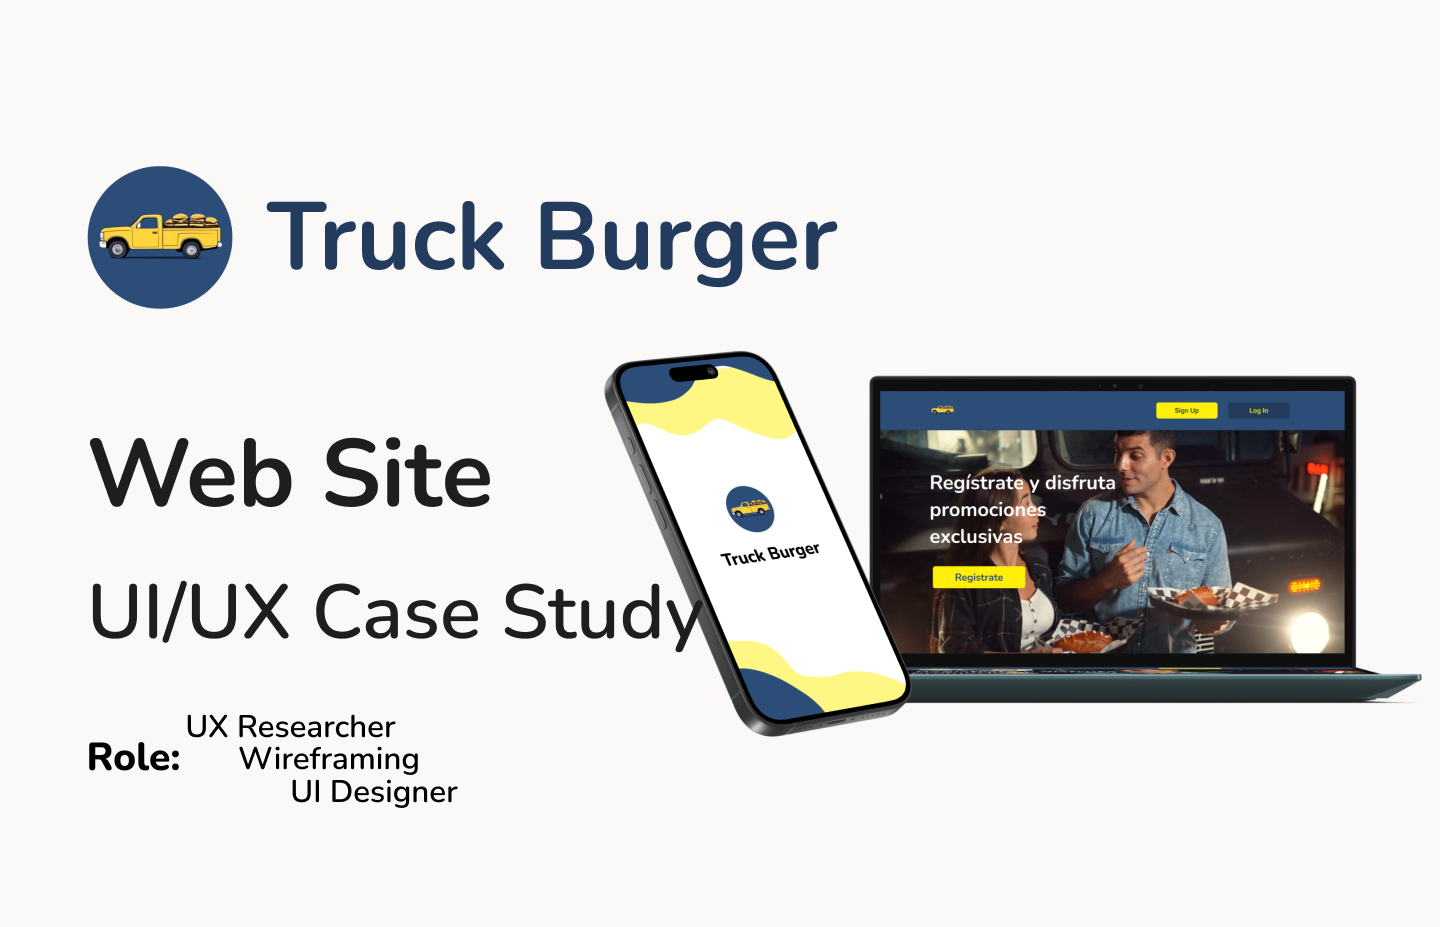 Truck Burger
Web Site
UI/UX Case Study
Role:
UX Researcher
Wireframing
UI Designer
Truck Burger
Sign Up
Log In
Regístrate y disfruta
promociones
exclusivas
Registrate